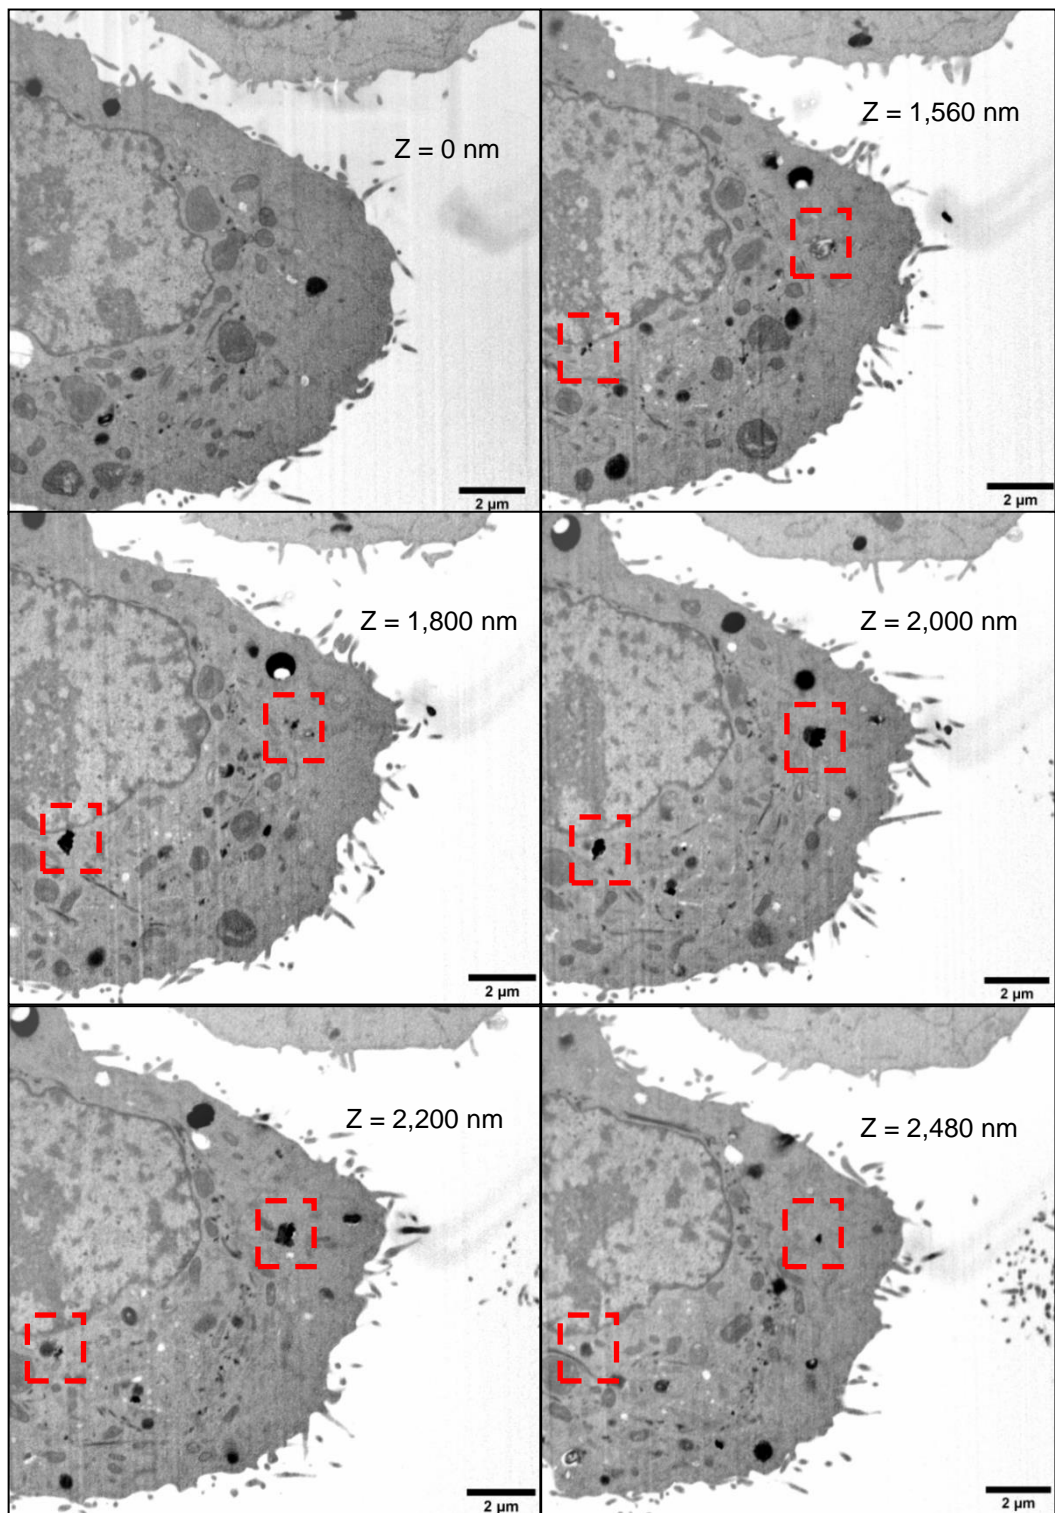 Z = 0 nm
2 µm
Z = 1,560 nm
2 µm
Z = 1,800 nm
2 µm
Z = 2,000 nm
2 µm
Z = 2,200 nm
2 µm
Z = 2,480 nm
2 µm